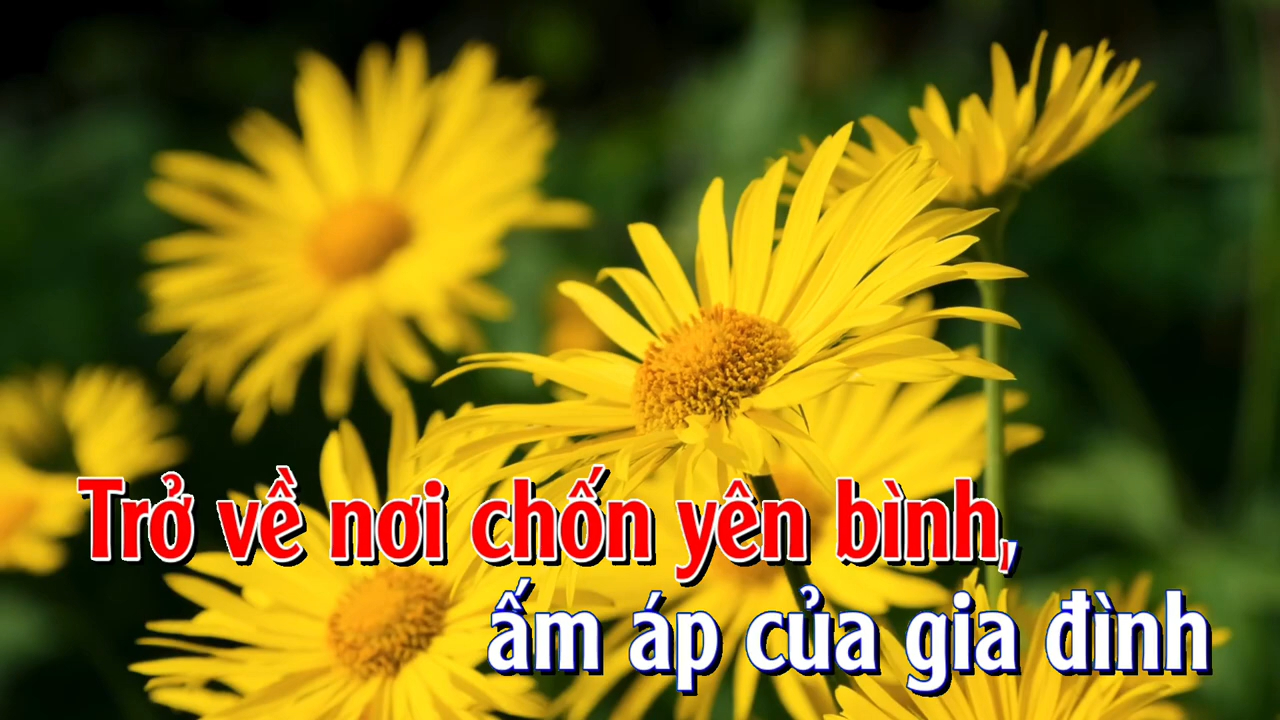 Trở về nơi chốn yên bình,
ấm áp của gia đình